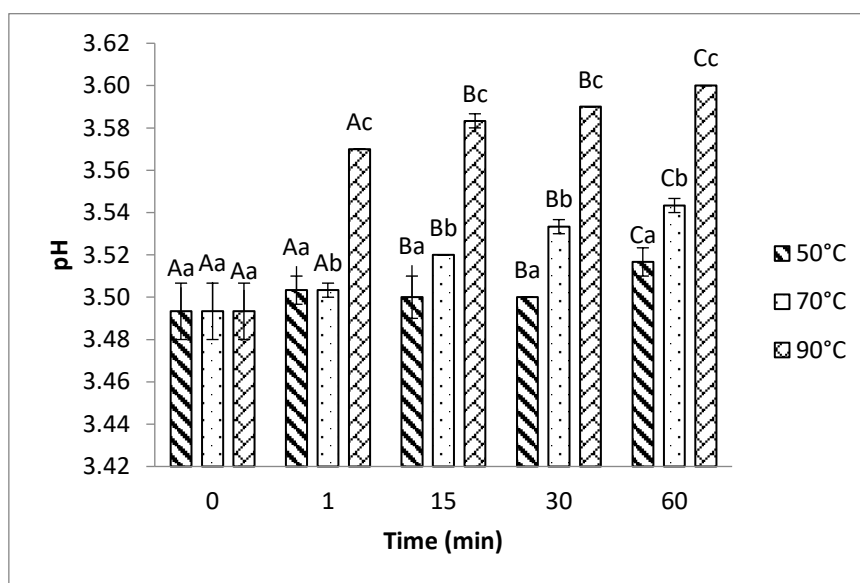 3.62
3.60
3.58
3.56
3.54
3.52
3.50
3.48
3.46
3.44
3.42
pH
Aa Aa Aa
Aa Ab Ac
Ba Bb Bc
Ba Bb Bc
Ca Cb Cc
0 1 15 30 60
Time (min)
50°C
70°C
90°C